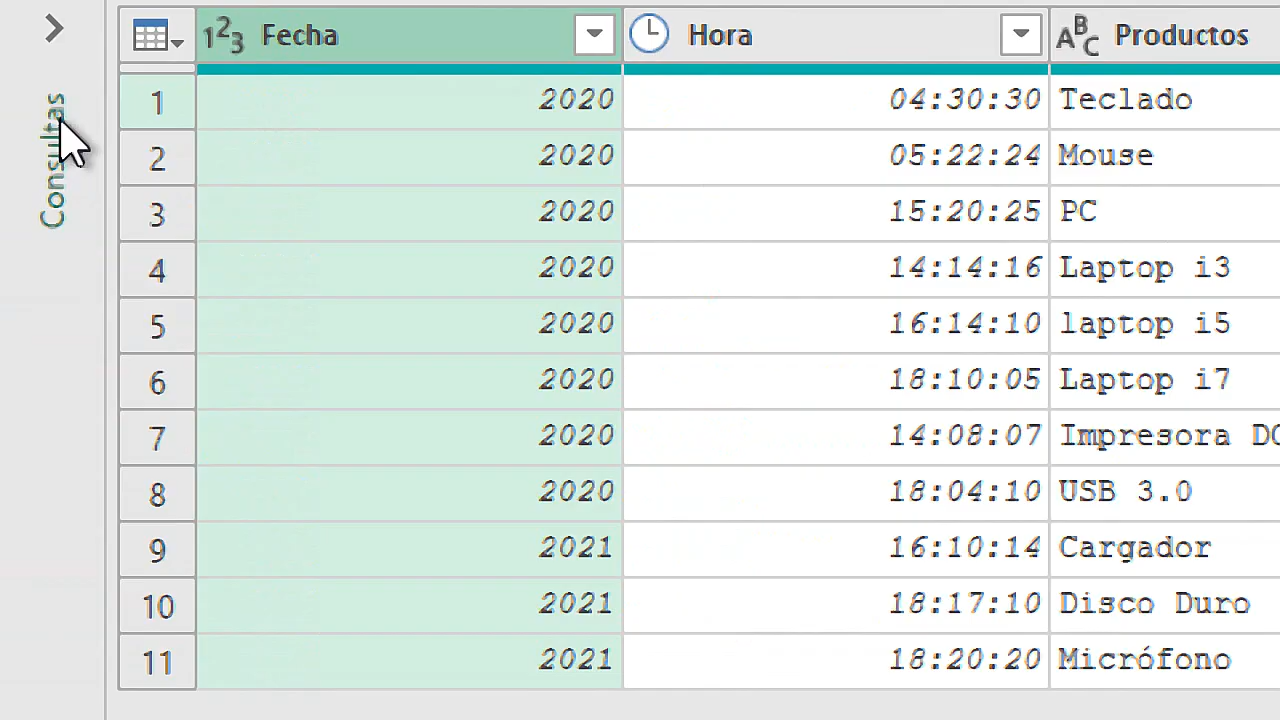 Consultas
123 Fecha Hora ABC Productos
1 2020 04:30:30 Teclado
2 2020 05:22:24 Mouse
3 2020 15:20:25 PC
4 2020 14:14:16 Laptop i3
5 2020 16:14:10 laptop i5
6 2020 18:10:05 Laptop i7
7 2020 14:08:07 Impresora
8 2020 18:04:10 USB 3.0
9 2021 16:10:14 Cargador
10 2021 18:17:10 Disco Duro
11 2021 18:20:20 Micrófono